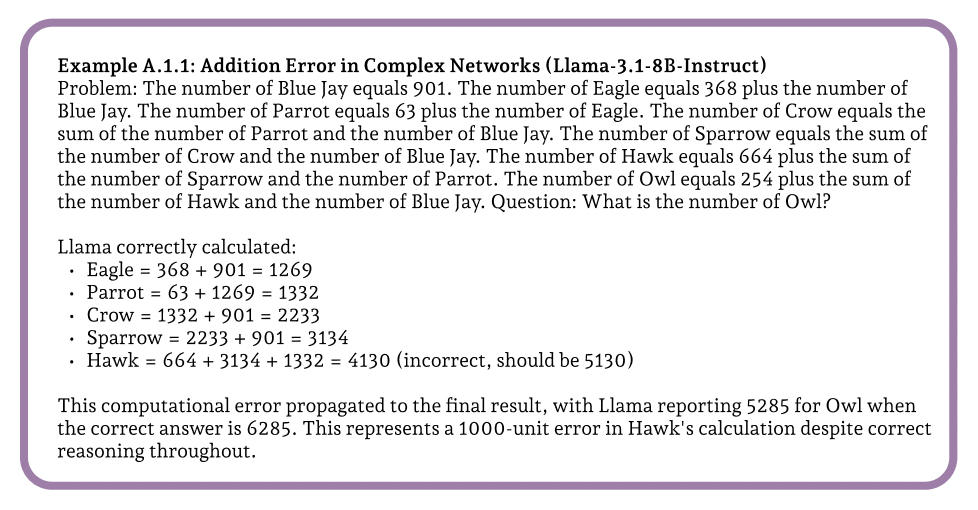 Example A.1.1: Addition Error in Complex Networks (Llama-3.1-8B-Instruct)
Problem: The number of Blue Jay equals 901. The number of Eagle equals 368 plus the number of
Blue Jay. The number of Parrot equals 63 plus the number of Eagle. The number of Crow equals the
sum of the number of Parrot and the number of Blue Jay. The number of Sparrow equals the sum of
the number of Crow and the number of Blue Jay. The number of Hawk equals 664 plus the sum of
the number of Sparrow and the number of Parrot. The number of Owl equals 254 plus the sum of
the number of Hawk and the number of Blue Jay. Question: What is the number of Owl?
Llama correctly calculated:
• Eagle = 368 + 901 = 1269
• Parrot = 63 + 1269 = 1332
• Crow = 1332 + 901 = 2233
• Sparrow = 2233 + 901 = 3134
• Hawk = 664 + 3134 + 1332 = 4130 (incorrect, should be 5130)
This computational error propagated to the final result, with Llama reporting 5285 for Owl when
the correct answer is 6285. This represents a 1000-unit error in Hawk's calculation despite correct
reasoning throughout.